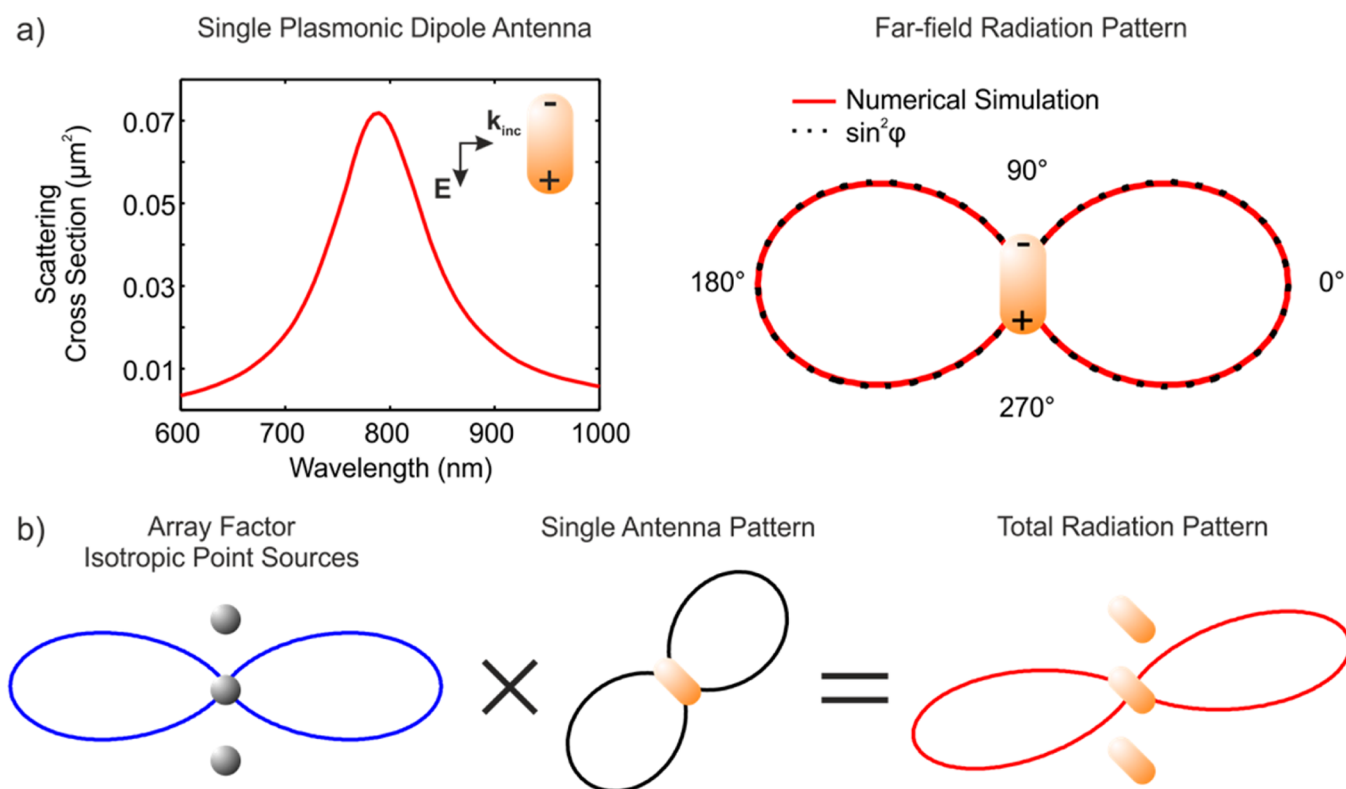 a)
Single Plasmonic Dipole Antenna
Far-field Radiation Pattern
Scattering
Cross Section (µm²)
0.07
0.05
0.03
0.01
600
700
800
900
1000
Wavelength (nm)
k_inc
E
-
+
Numerical Simulation
sin²φ
90°
180°
0°
270°
-
+
b)
Array Factor
Isotropic Point Sources
Single Antenna Pattern
Total Radiation Pattern
×
=